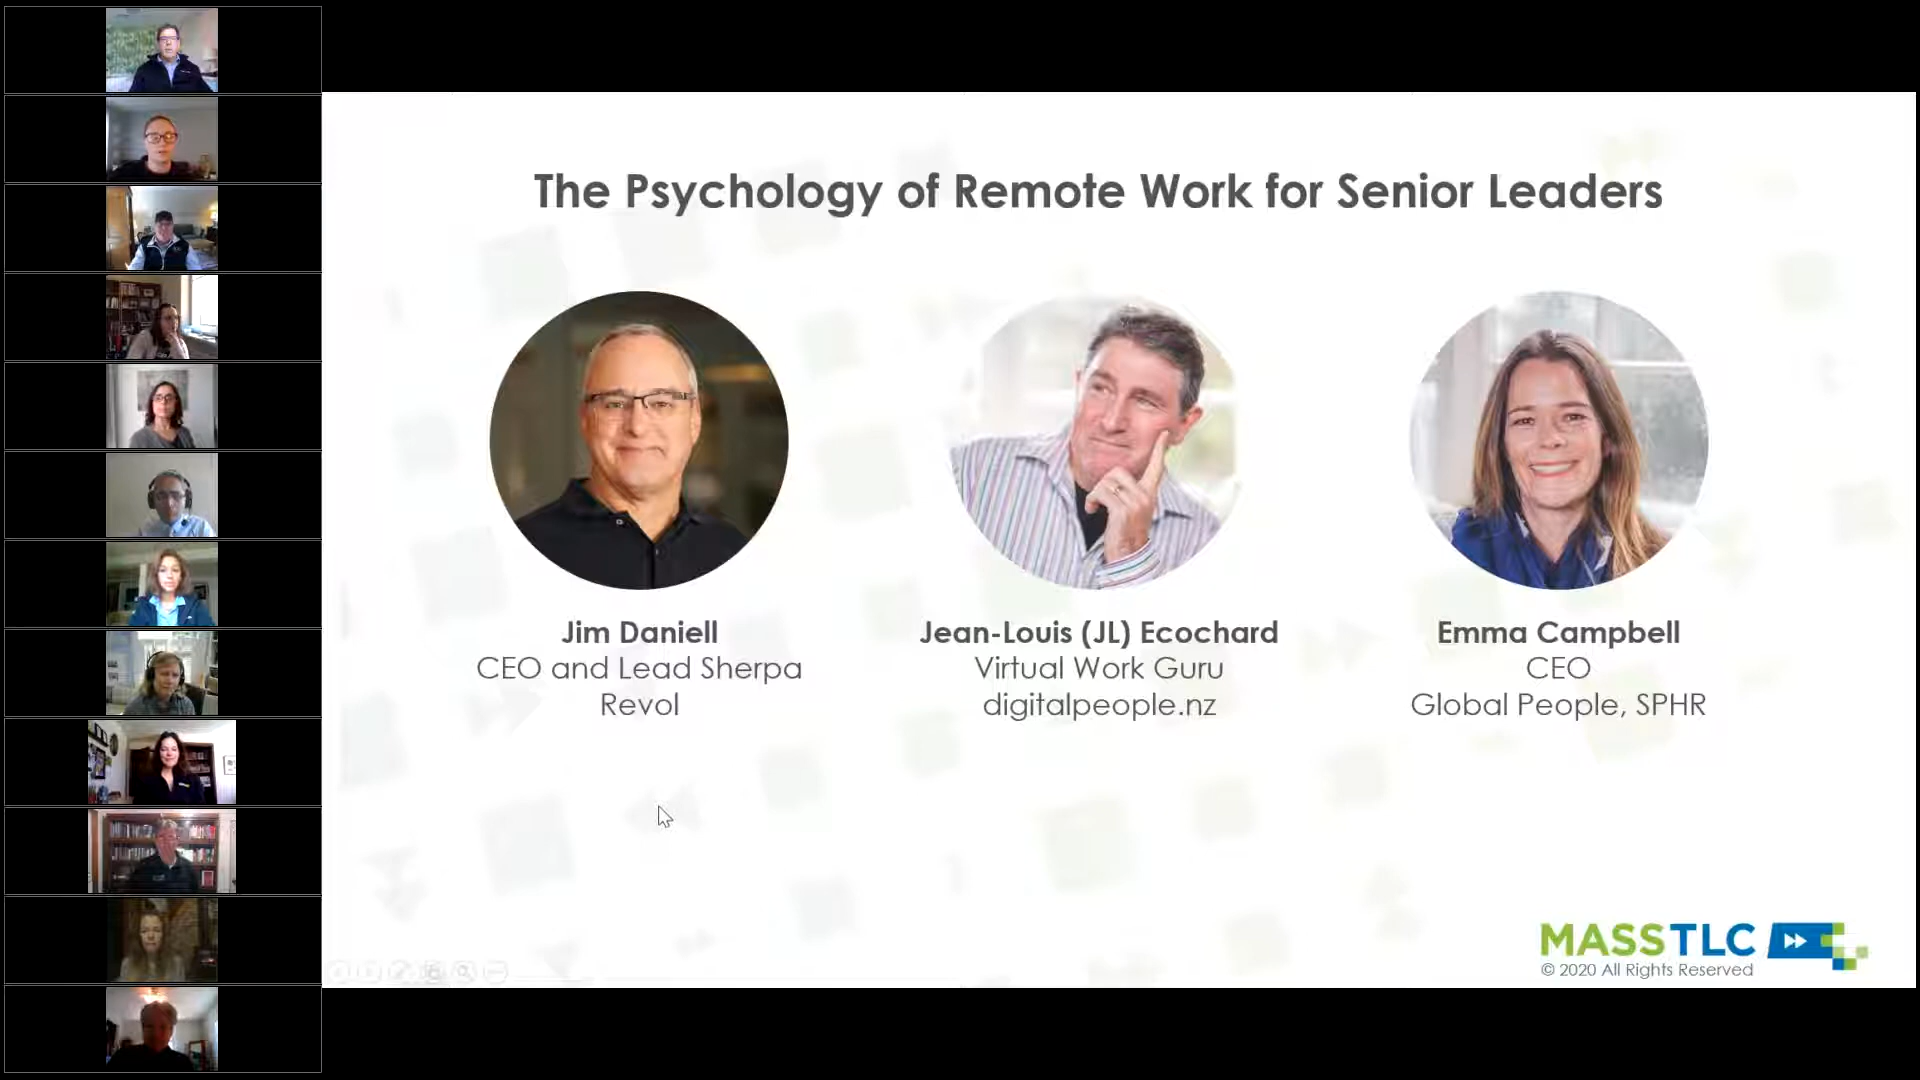 The Psychology of Remote Work for Senior Leaders
Jim Daniell
CEO and Lead Sherpa
Revol
Jean-Louis (JL) Ecochard
Virtual Work Guru
digitalpeople.nz
Emma Campbell
CEO
Global People, SPHR
MASSTLC
© 2020 All Rights Reserved